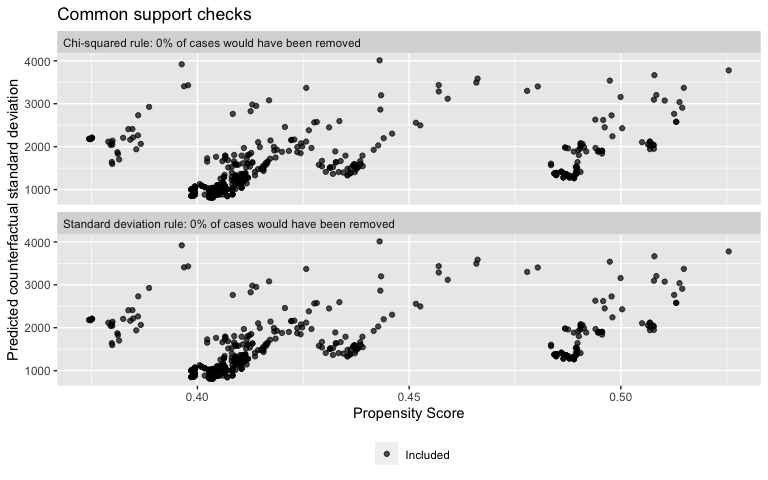 Common support checks
Chi-squared rule: 0% of cases would have been removed
4000
3000
2000
1000
Standard deviation rule: 0% of cases would have been removed
4000
3000
2000
1000
Predicted counterfactual standard deviation
0.40
0.45
0.50
Propensity Score
Included